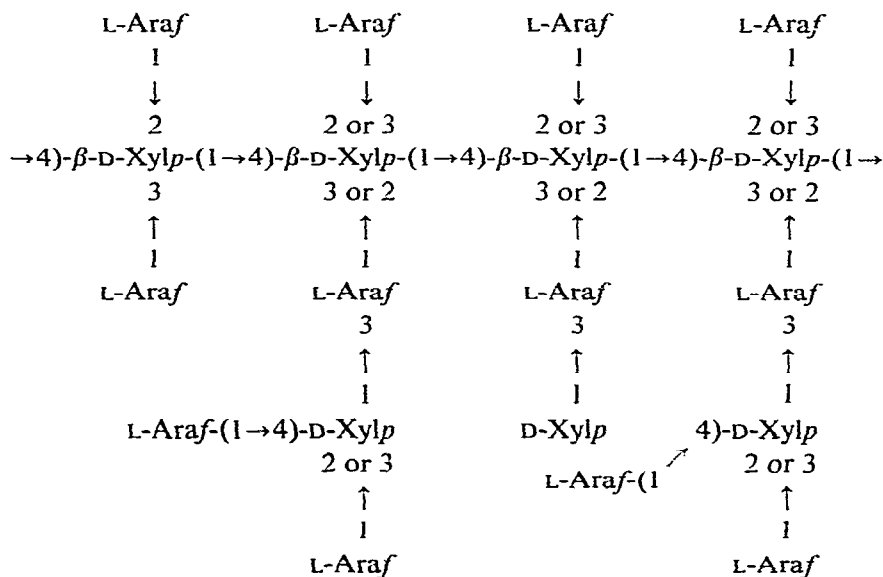 L-Araf L-Araf L-Araf L-Araf
1 1 1 1
↓ ↓ ↓ ↓
2 2 or 3 2 or 3 2 or 3
→4)-β-D-Xylp-(1→4)-β-D-Xylp-(1→4)-β-D-Xylp-(1→4)-β-D-Xylp-(1→
3 3 or 2 3 or 2 3 or 2
↑ ↑ ↑ ↑
1 1 1 1
L-Araf L-Araf L-Araf L-Araf
3 3 3
↑ ↑ ↑
1 1 1
L-Araf-(1→4)-D-Xylp D-Xylp 4)-D-Xylp
2 or 3 L-Araf-(1 ↗ 2 or 3
↑ ↑
1 1
L-Araf L-Araf